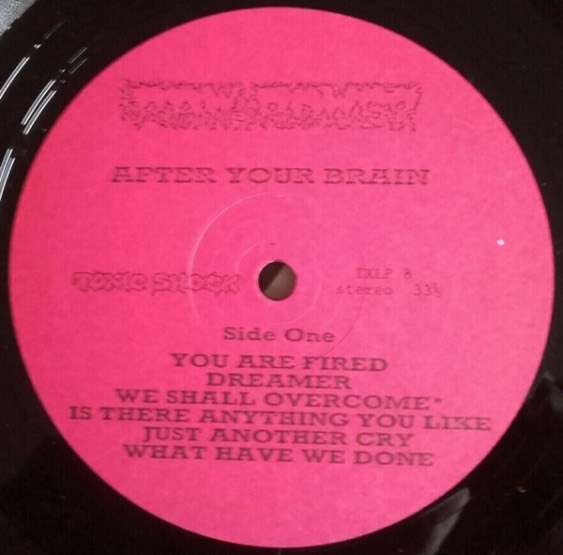 AFTER YOUR BRAIN
TOXIC SHOCK
TXLP 8
stereo 33⅓
Side One
YOU ARE FIRED
DREAMER
WE SHALL OVERCOME*
IS THERE ANYTHING YOU LIKE
JUST ANOTHER CRY
WHAT HAVE WE DONE